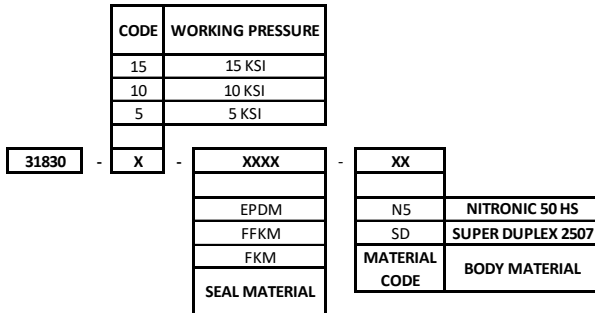 CODE WORKING PRESSURE
15 15 KSI
10 10 KSI
5 5 KSI
31830 - X - XXXX - XX
EPDM N5 NITRONIC 50 HS
FFKM SD SUPER DUPLEX 2507
FKM MATERIAL
CODE BODY MATERIAL
SEAL MATERIAL